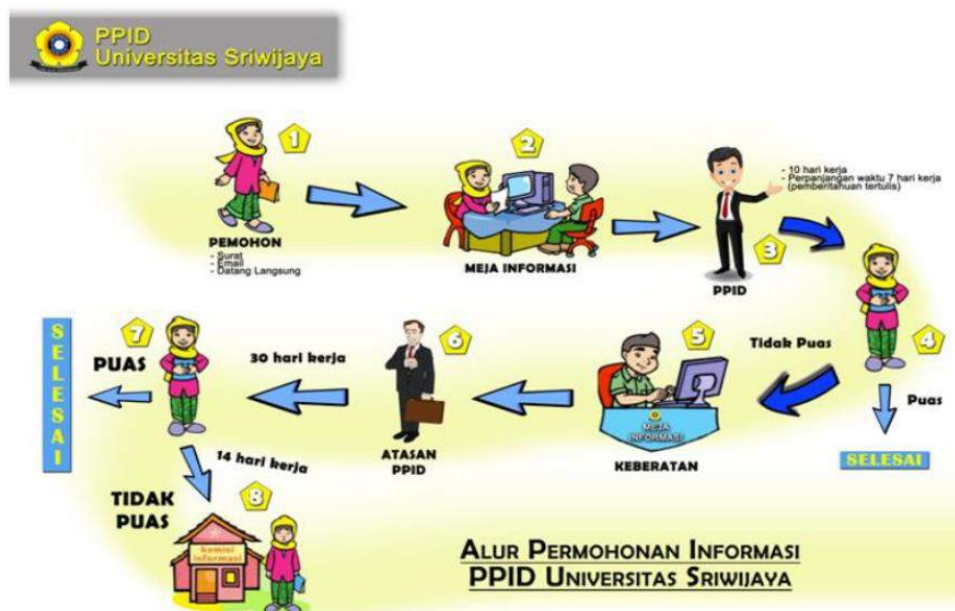 PPID
Universitas Sriwijaya
1
PEMOHON
- Surat
- Email
- Datang Langsung
2
MEJA INFORMASI
3
PPID
- 10 hari kerja
- Perpanjangan waktu 7 hari kerja
(pemberitahuan tertulis)
4
Puas
SELESAI
Tidak Puas
5
MEJA
INFORMASI
KEBERATAN
6
ATASAN
PPID
30 hari kerja
7
PUAS
SELESAI
14 hari kerja
TIDAK
PUAS
8
komisi
informasi
ALUR PERMOHONAN INFORMASI
PPID UNIVERSITAS SRIWIJAYA